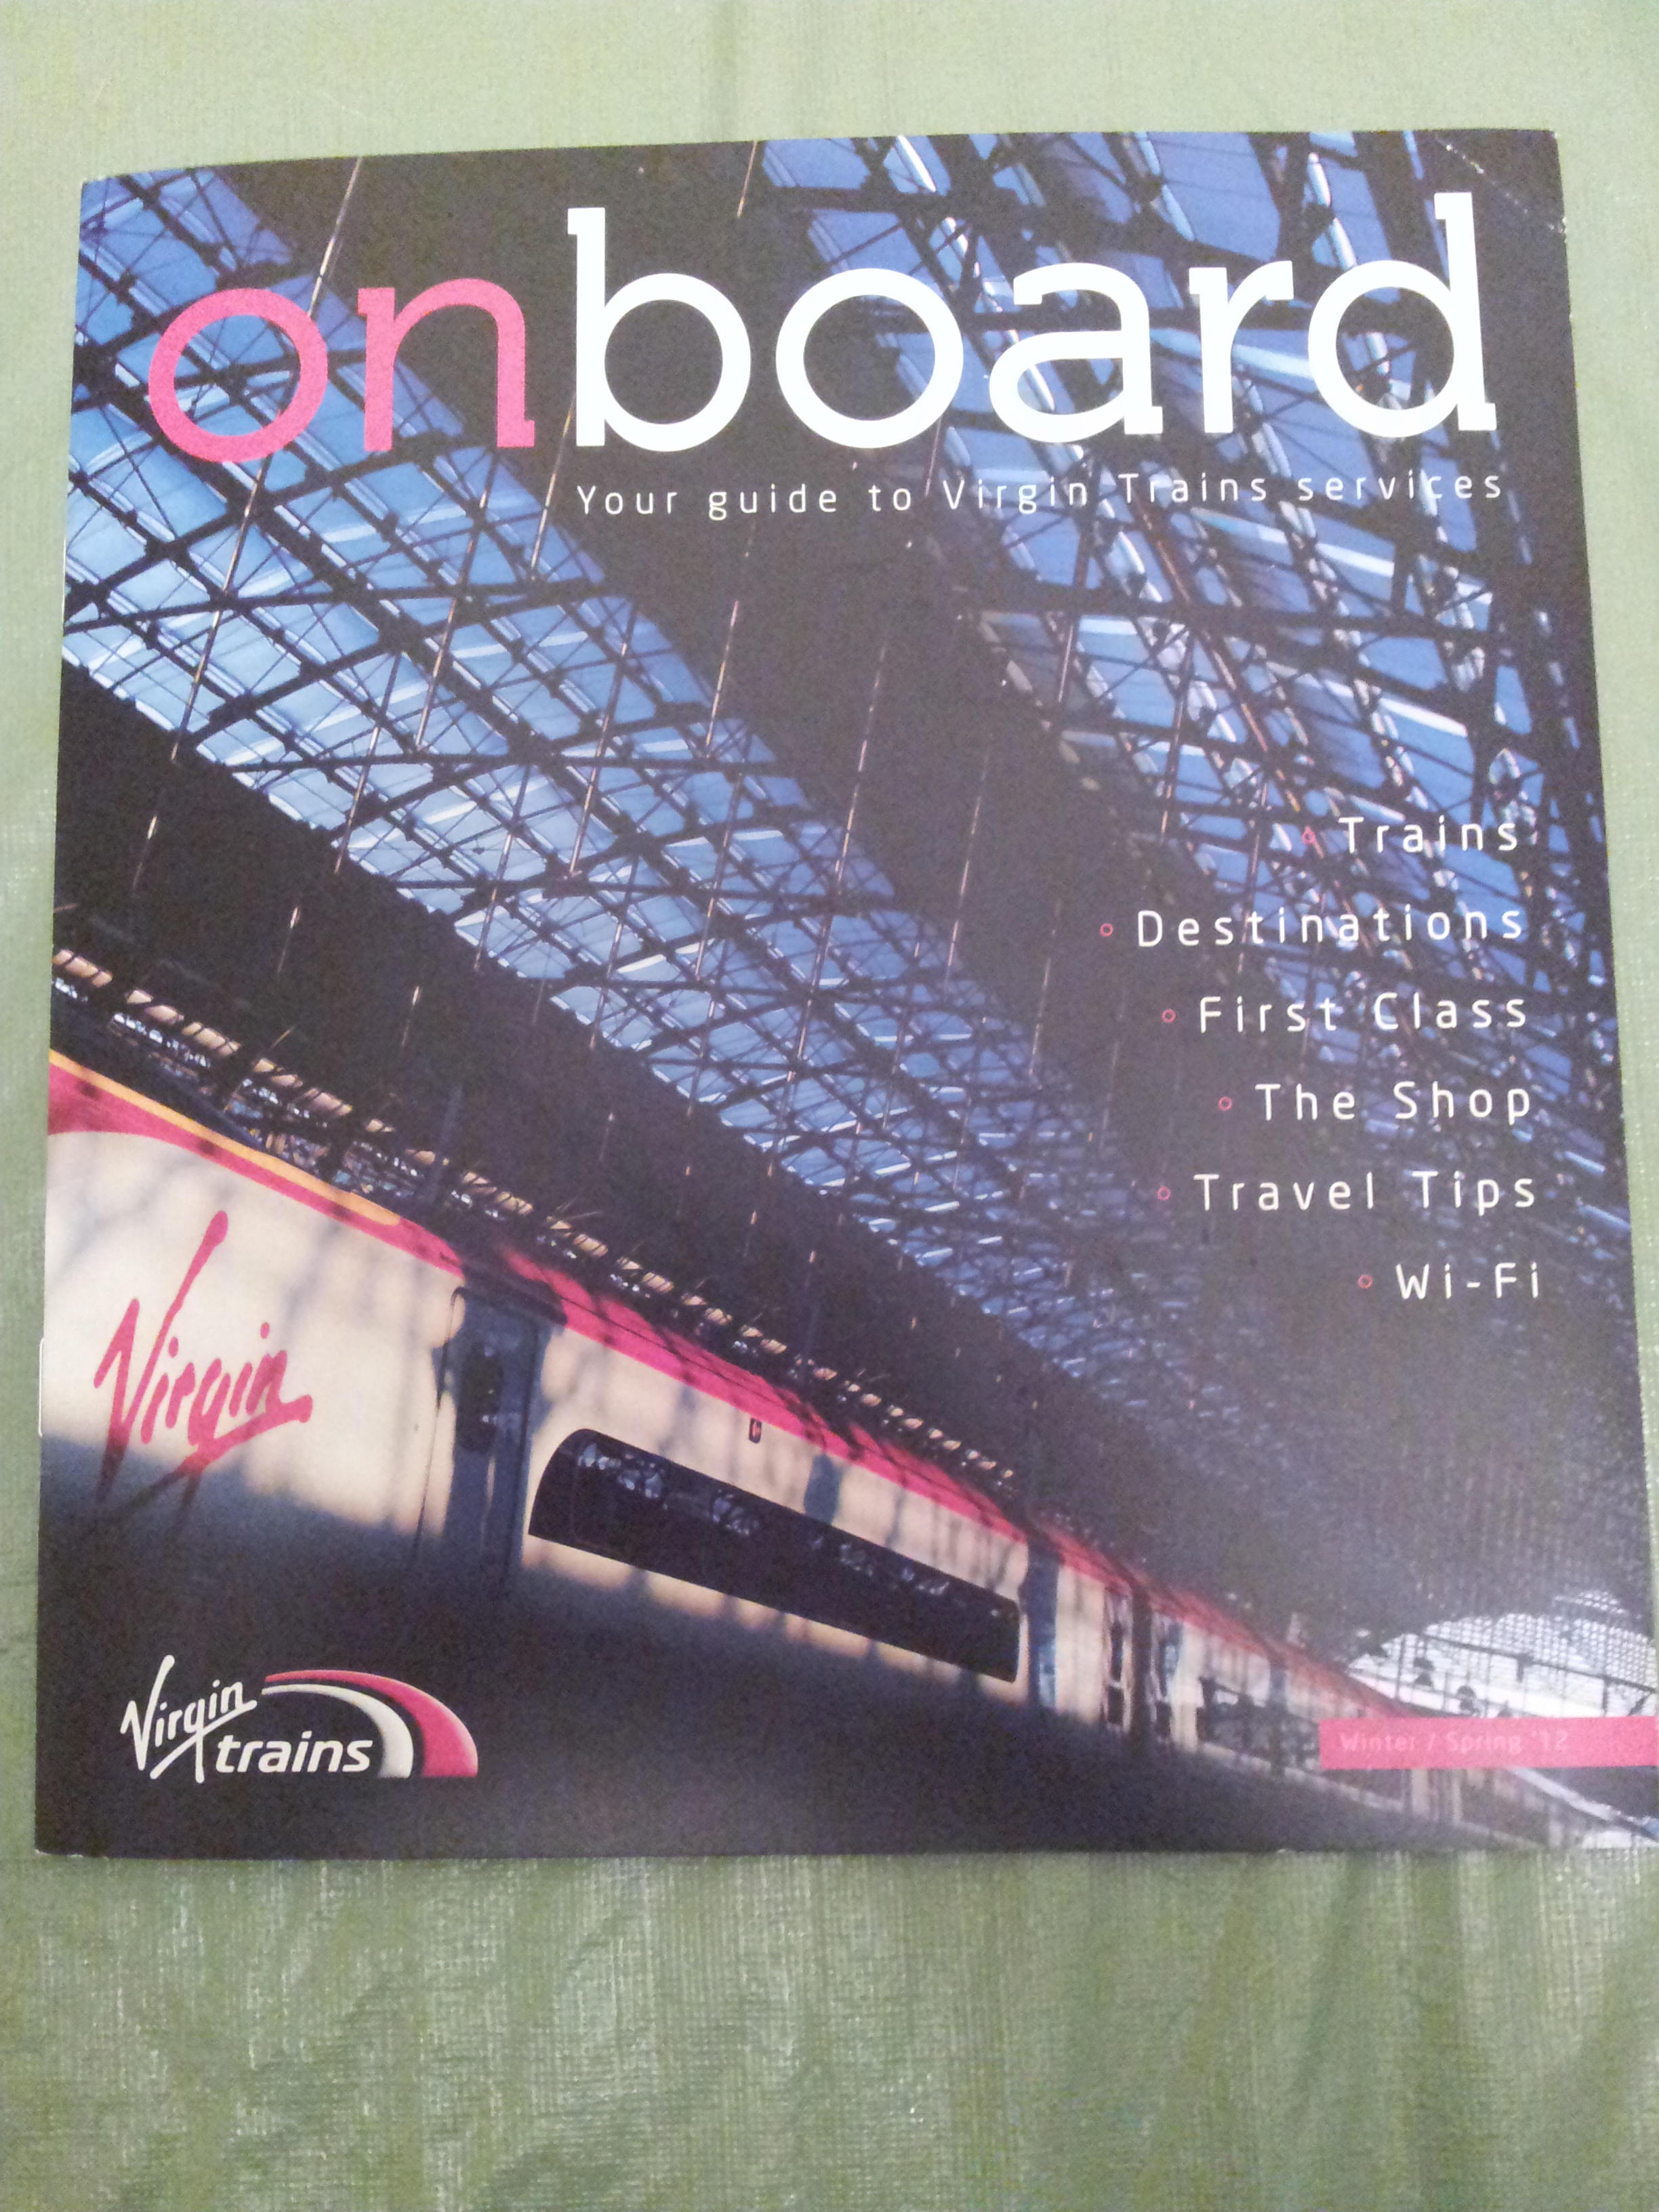 onboard
Your guide to Virgin Trains services
Trains
Destinations
First Class
The Shop
Travel Tips
Wi-Fi
Virgin
Virgin
trains
Winter / Spring '12